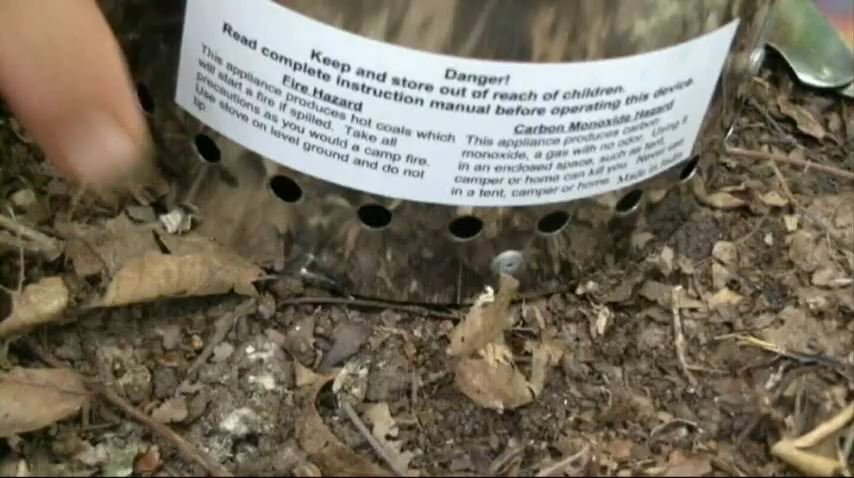 Danger!
Keep and store out of reach of children.
Read complete instruction manual before operating this device.
Fire Hazard
This appliance produces hot coals which
will start a fire if spilled. Take all
precautions as you would a camp fire.
Use stove on level ground and do not
tip.
Carbon Monoxide Hazard
This appliance produces carbon
monoxide, a gas with no odor. Using it
in an enclosed space, such as tent,
camper or home can kill you. Never use
in a tent, camper or home. Made in India